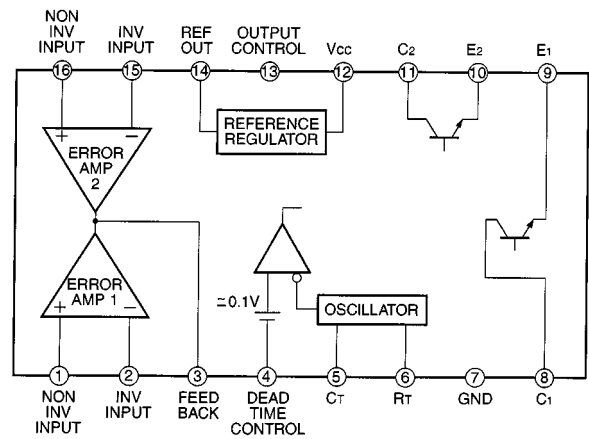 NON
INV
INPUT
INV
INPUT
REF
OUT
OUTPUT
CONTROL
VCC
C2
E2
E1
16
15
14
13
12
11
10
9
+
−
ERROR
AMP
2
REFERENCE
REGULATOR
ERROR
AMP 1
+
−
≃0.1V
OSCILLATOR
1
2
3
4
5
6
7
8
NON
INV
INPUT
INV
INPUT
FEED
BACK
DEAD
TIME
CONTROL
CT
RT
GND
C1